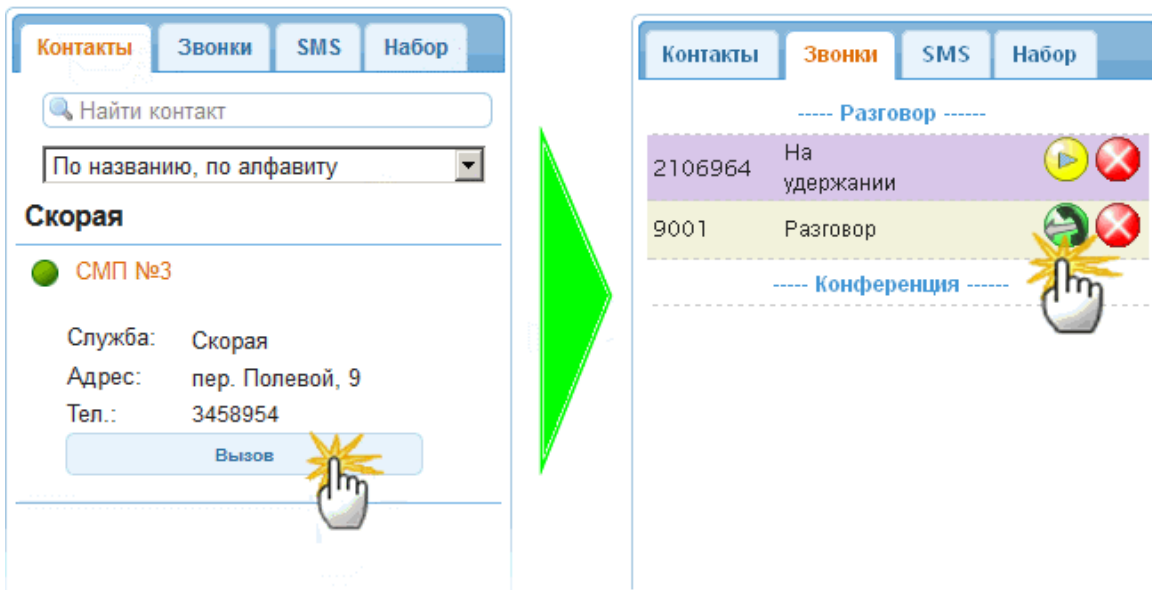 Контакты Звонки SMS Набор
Найти контакт
По названию, по алфавиту
Скорая
СМП №3
Служба: Скорая
Адрес: пер. Полевой, 9
Тел.: 3458954
Вызов
Контакты Звонки SMS Набор
----- Разговор ------
2106964 На
удержании
9001 Разговор
----- Конференция ------